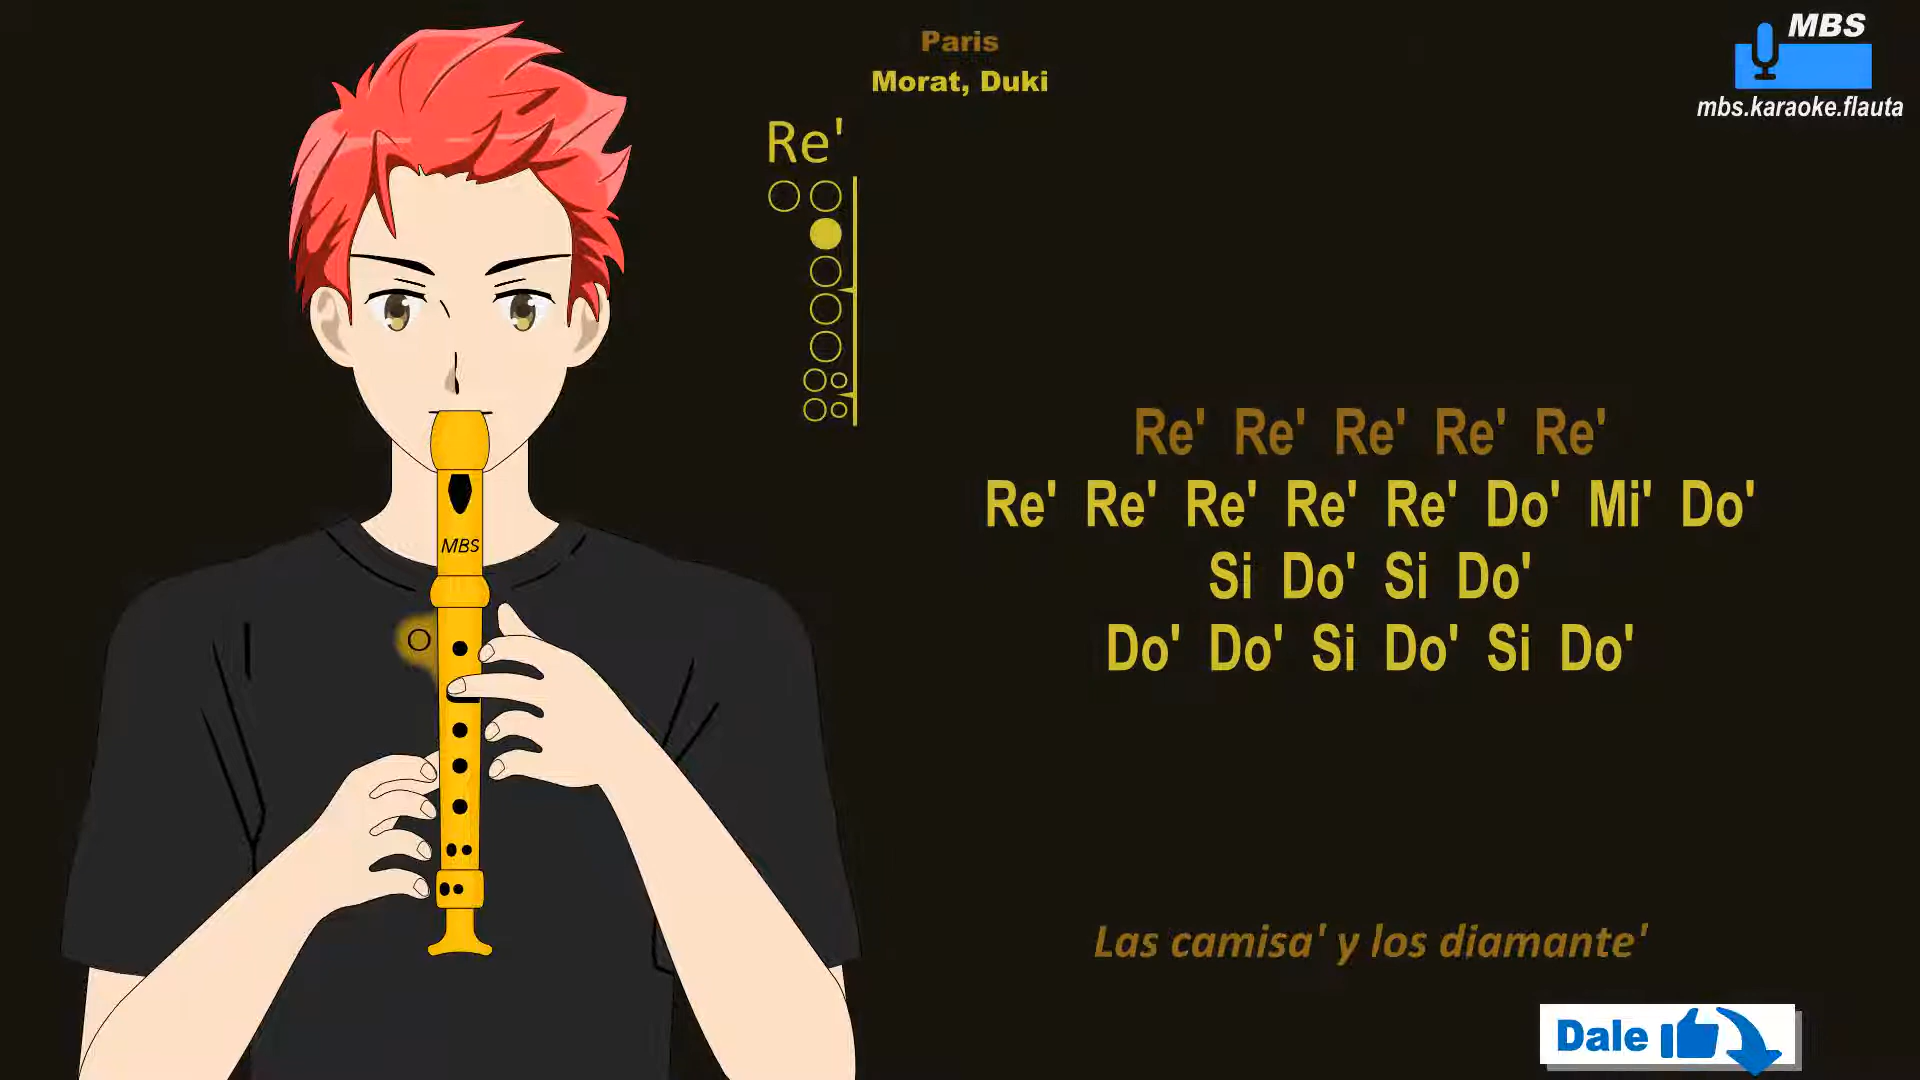 Paris
Morat, Duki
MBS
mbs.karaoke.flauta
Re'
Re' Re' Re' Re' Re'
Re' Re' Re' Re' Re' Do' Mi' Do'
Si Do' Si Do'
Do' Do' Si Do' Si Do'
MBS
Las camisa' y los diamante'
Dale